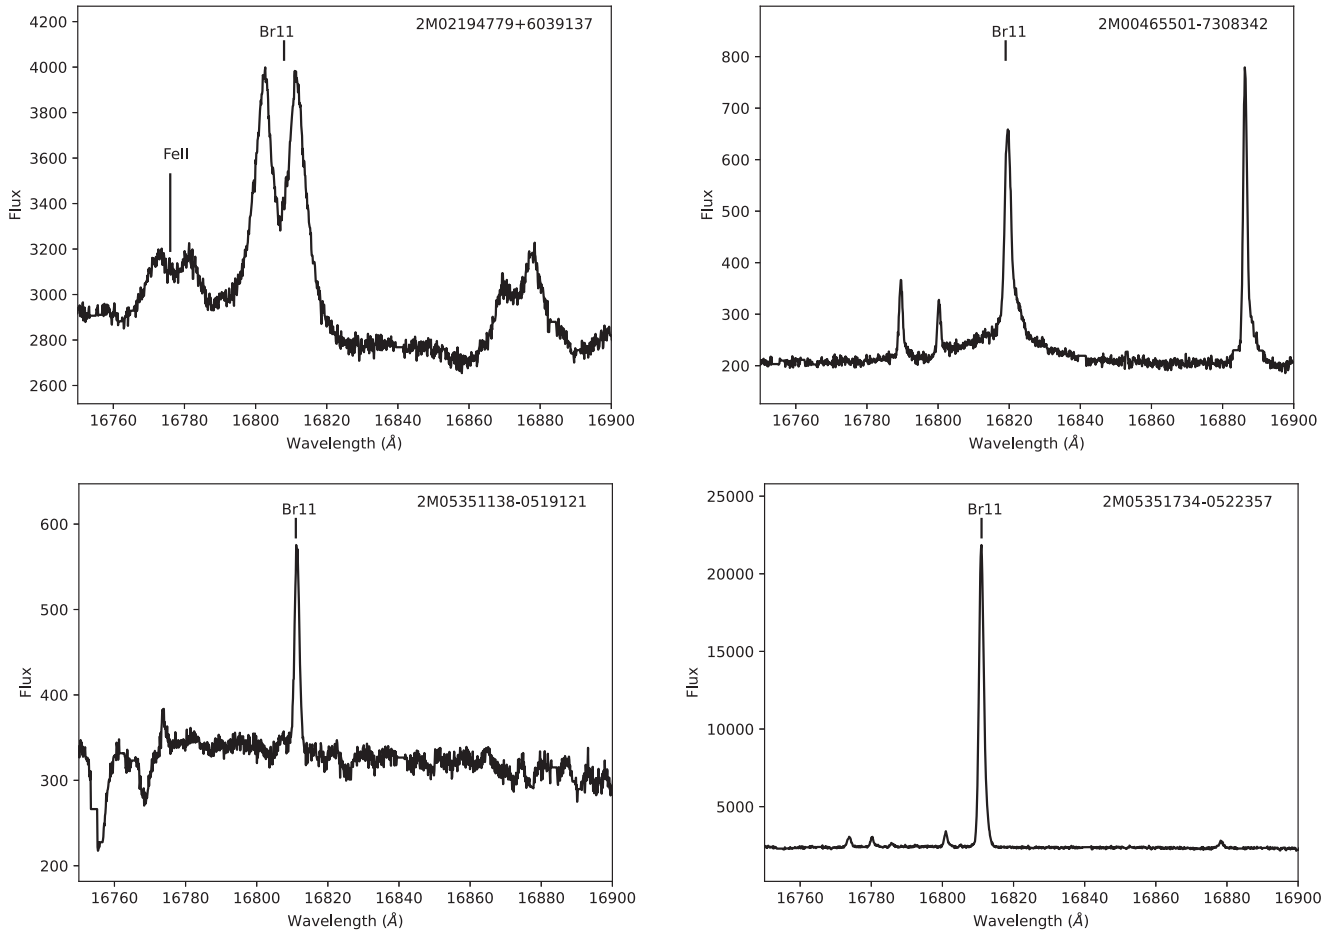 2M02194779+6039137
Br11
FeII
Flux
4200
4000
3800
3600
3400
3200
3000
2800
2600
16760 16780 16800 16820 16840 16860 16880 16900
Wavelength (Å)
2M00465501-7308342
Br11
Flux
800
700
600
500
400
300
200
16760 16780 16800 16820 16840 16860 16880 16900
Wavelength (Å)
2M05351138-0519121
Br11
Flux
600
500
400
300
200
16760 16780 16800 16820 16840 16860 16880 16900
Wavelength (Å)
2M05351734-0522357
Br11
Flux
25000
20000
15000
10000
5000
16760 16780 16800 16820 16840 16860 16880 16900
Wavelength (Å)